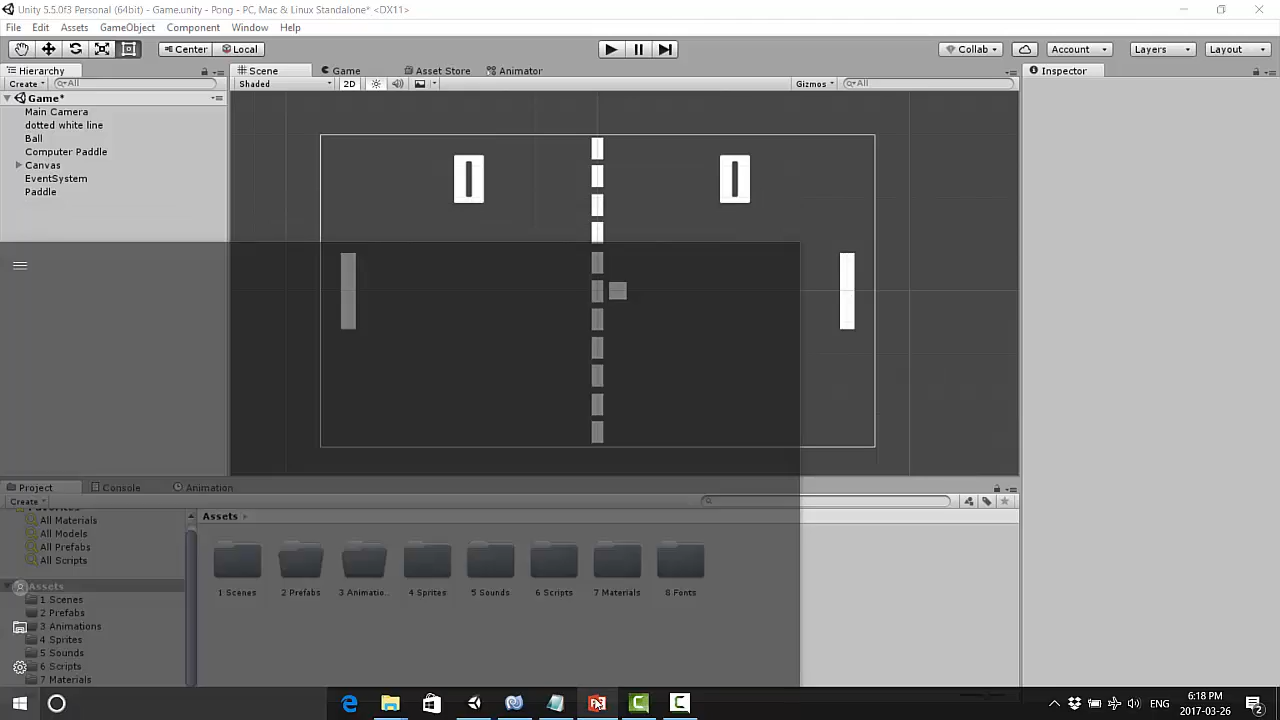 Unity 5.5.0f3 Personal (64bit) - Game.unity - Pong - PC, Mac & Linux Standalone* <DX11>
File Edit Assets GameObject Component Window Help
Center Local Collab Account Layers Layout
Hierarchy Scene Game Asset Store Animator Inspector
Create All Shaded 2D Gizmos All
Game*
Main Camera
dotted white line
Ball
Computer Paddle
Canvas
EventSystem
Paddle
0 0
Project Console Animation
Create
Assets
Favorites
All Materials
All Models
All Prefabs
All Scripts
Assets
1 Scenes
2 Prefabs
3 Animations
4 Sprites
5 Sounds
6 Scripts
7 Materials
1 Scenes 2 Prefabs 3 Animatio... 4 Sprites 5 Sounds 6 Scripts 7 Materials 8 Fonts
ENG
6:18 PM
2017-03-26
2